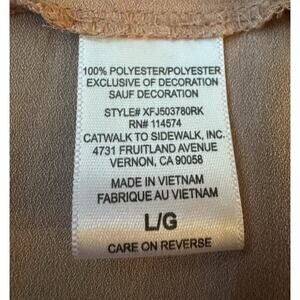 100% POLYESTER/POLYESTER
EXCLUSIVE OF DECORATION
SAUF DECORATION
STYLE# XFJ503780RK
RN# 114574
CATWALK TO SIDEWALK, INC.
4731 FRUITLAND AVENUE
VERNON, CA 90058
MADE IN VIETNAM
FABRIQUE AU VIETNAM
L/G
CARE ON REVERSE